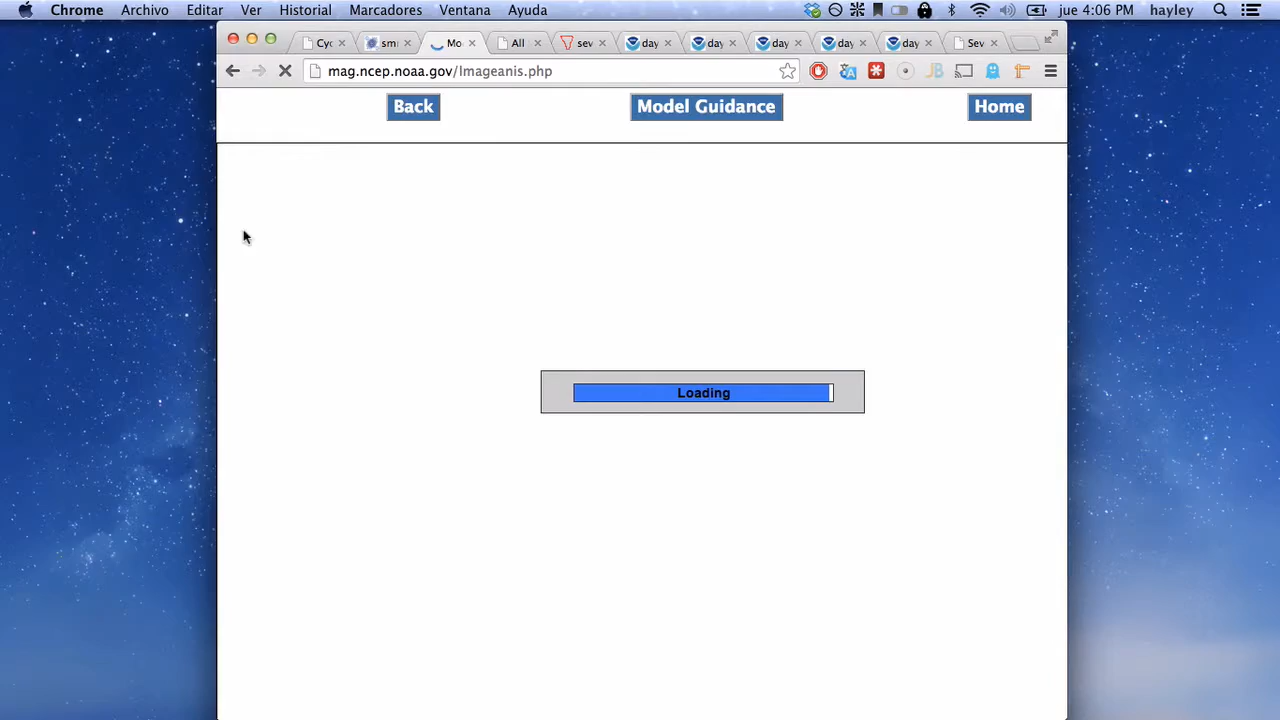 Chrome Archivo Editar Ver Historial Marcadores Ventana Ayuda jue 4:06 PM hayley
Cyc smi Mo All sev day day day day day Sev
mag.ncep.noaa.gov/Imageanis.php
Back Model Guidance Home
Loading